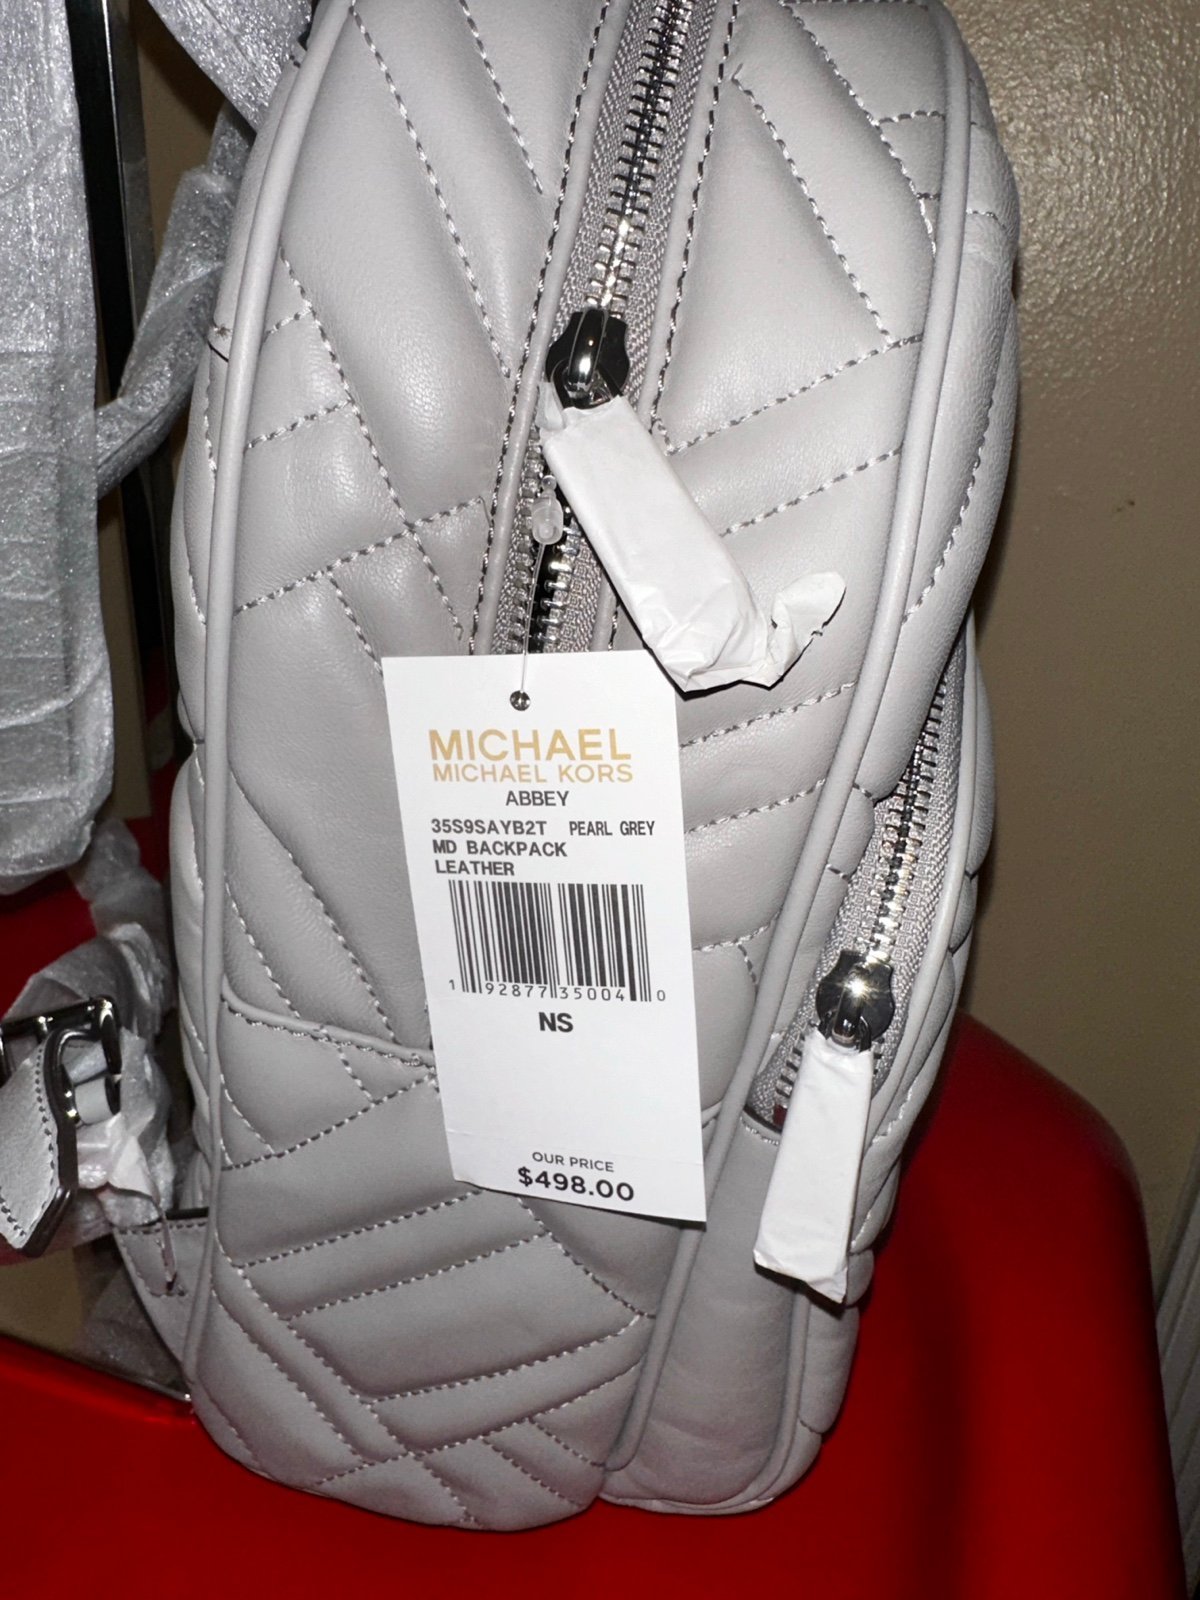 MICHAEL
MICHAEL KORS
ABBEY
35S9SAYB2T PEARL GREY
MD BACKPACK
LEATHER
1 92877 35004 0
NS
OUR PRICE
$498.00